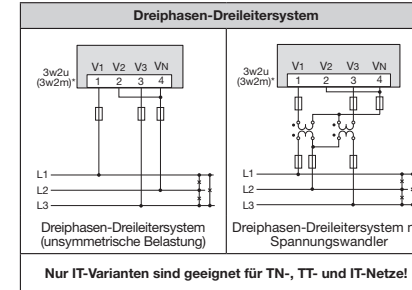 Dreiphasen-Dreileitersystem
3w2u
(3w2m)*
V1 V2 V3 VN
1 2 3 4
L1
L2
L3
Dreiphasen-Dreileitersystem
(unsymmetrische Belastung)
3w2u
(3w2m)*
V1 V2 V3 VN
1 2 3 4
L1
L2
L3
Dreiphasen-Dreileitersystem
Spannungswandler
Nur IT-Varianten sind geeignet für TN-, TT- und IT-Netze!